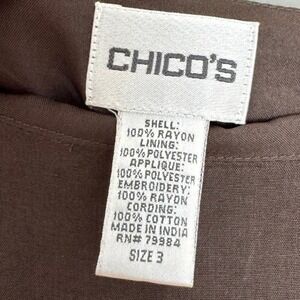 CHICO'S
SHELL:
100% RAYON
LINING:
100% POLYESTER
APPLIQUE:
100% POLYESTER
EMBROIDERY:
100% RAYON
CORDING:
100% COTTON
MADE IN INDIA
RN# 79984
SIZE 3